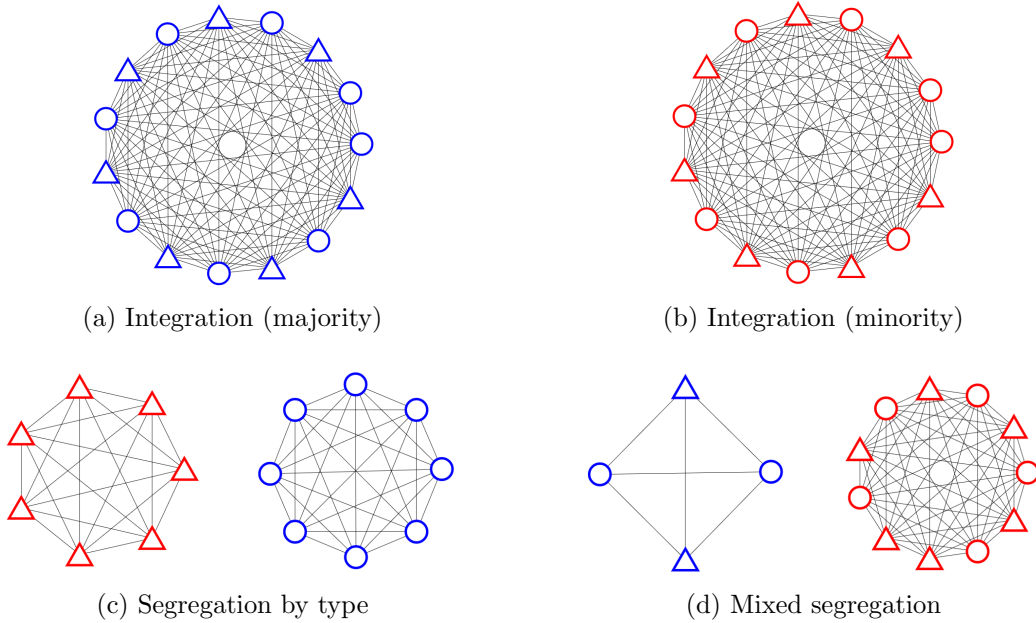 (a) Integration (majority)
(b) Integration (minority)
(c) Segregation by type
(d) Mixed segregation